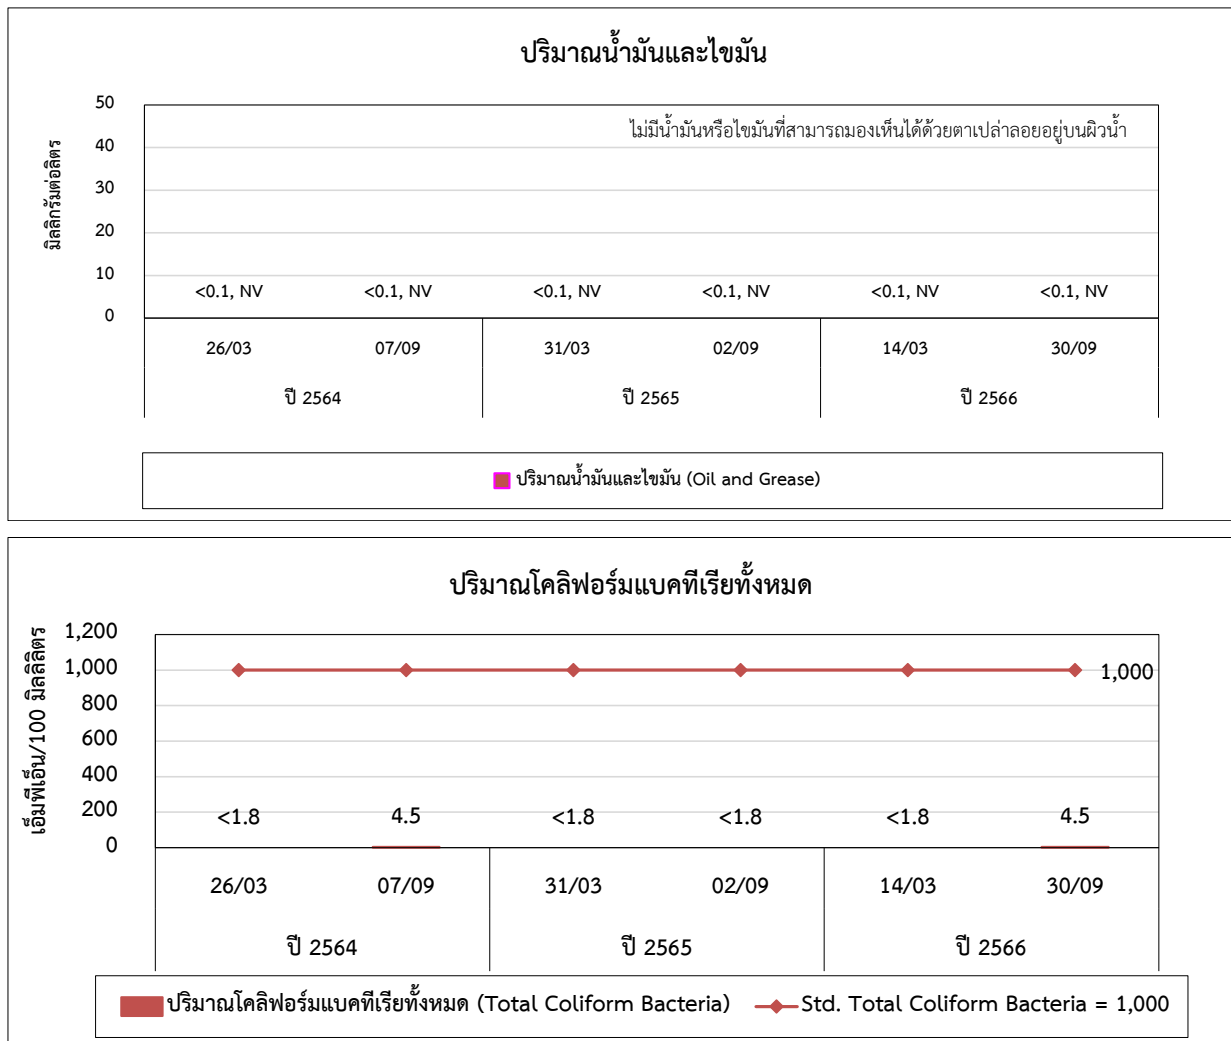 ปริมาณน้ำมันและไขมัน
มิลลิกรัมต่อลิตร
50
40
30
20
10
0
ไม่มีน้ำมันหรือไขมันที่สามารถมองเห็นได้ด้วยตาเปล่าลอยอยู่บนผิวน้ำ
<0.1, NV <0.1, NV <0.1, NV <0.1, NV <0.1, NV <0.1, NV
26/03 07/09 31/03 02/09 14/03 30/09
ปี 2564 ปี 2565 ปี 2566
ปริมาณน้ำมันและไขมัน (Oil and Grease)
ปริมาณโคลิฟอร์มแบคทีเรียทั้งหมด
เอ็มพีเอ็น/100 มิลลิลิตร
1,200
1,000
800
600
400
200
0
1,000
<1.8 4.5 <1.8 <1.8 <1.8 4.5
26/03 07/09 31/03 02/09 14/03 30/09
ปี 2564 ปี 2565 ปี 2566
ปริมาณโคลิฟอร์มแบคทีเรียทั้งหมด (Total Coliform Bacteria) Std. Total Coliform Bacteria = 1,000